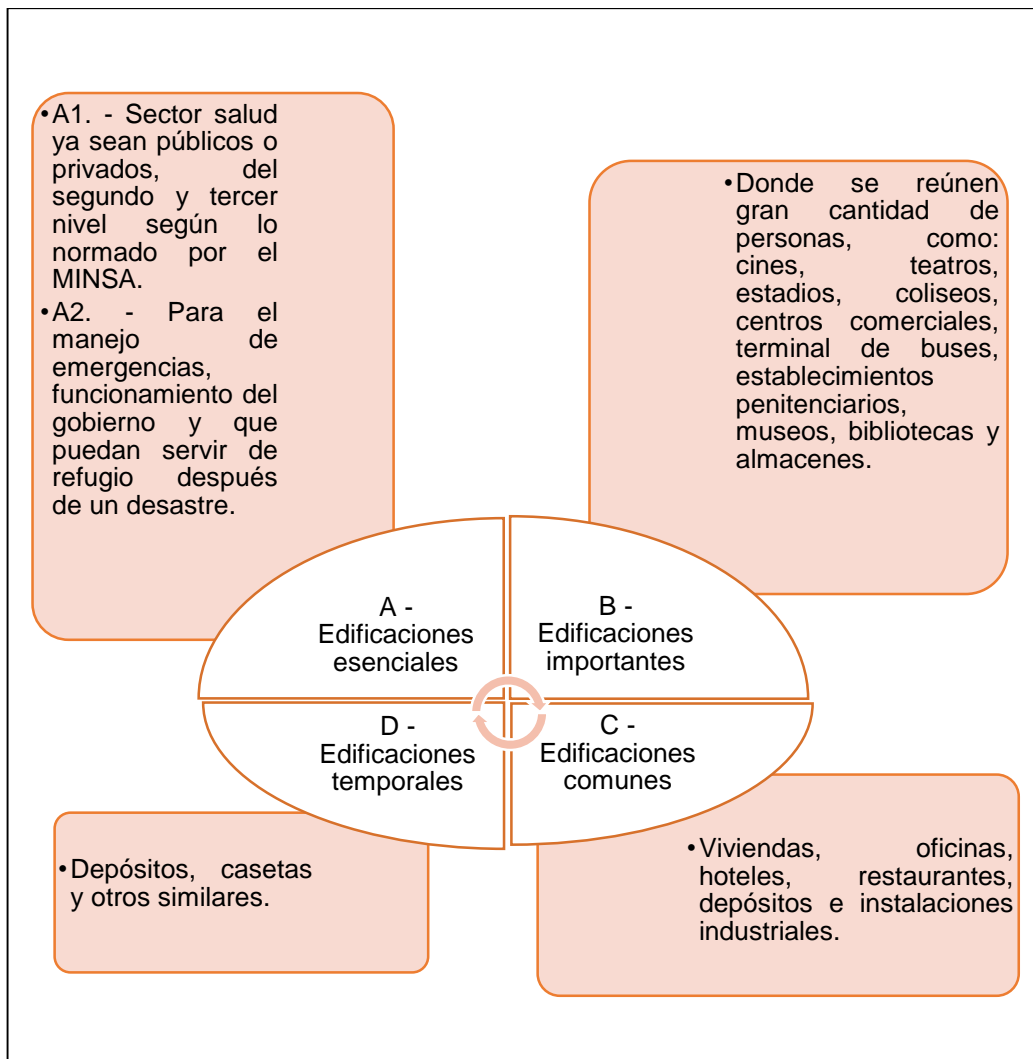 •A1. - Sector salud
ya sean públicos o
privados, del
segundo y tercer
nivel según lo
normado por el
MINSA.
•A2. - Para el
manejo de
emergencias,
funcionamiento del
gobierno y que
puedan servir de
refugio después
de un desastre.
•Donde se reúnen
gran cantidad de
personas, como:
cines, teatros,
estadios, coliseos,
centros comerciales,
terminal de buses,
establecimientos
penitenciarios,
museos, bibliotecas y
almacenes.
A -
Edificaciones
esenciales
B -
Edificaciones
importantes
D -
Edificaciones
temporales
C -
Edificaciones
comunes
•Depósitos, casetas
y otros similares.
•Viviendas, oficinas,
hoteles, restaurantes,
depósitos e instalaciones
industriales.